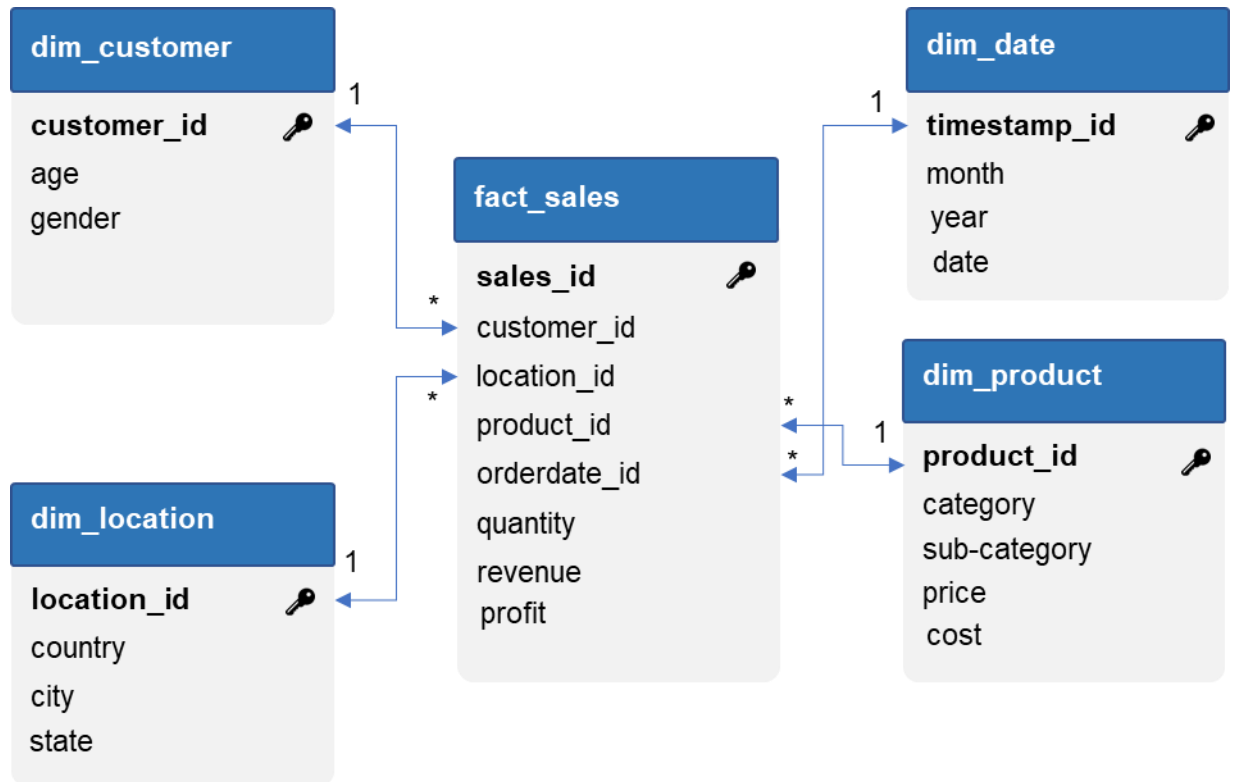 dim_customer
customer_id
age
gender
1
dim_location
location_id
country
city
state
1
fact_sales
sales_id
customer_id
location_id
product_id
orderdate_id
quantity
revenue
profit
*
*
*
*
dim_date
timestamp_id
month
year
date
1
dim_product
product_id
category
sub-category
price
cost
1